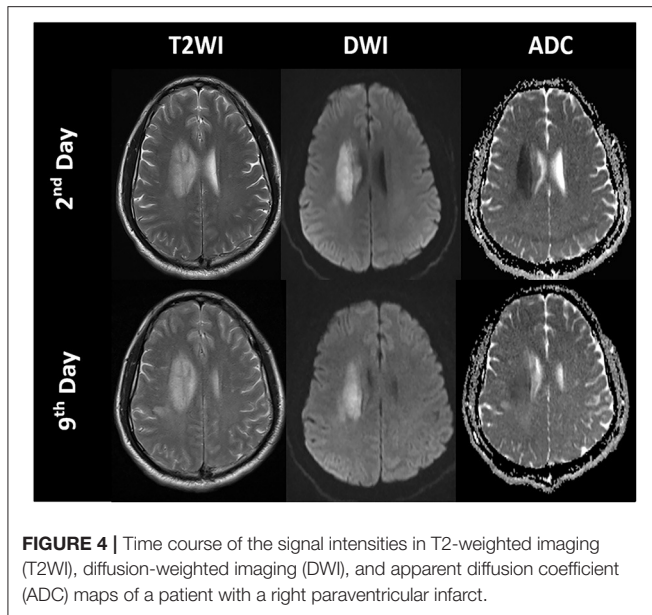 T2WI DWI ADC
2nd Day
9th Day
FIGURE 4 | Time course of the signal intensities in T2-weighted imaging
(T2WI), diffusion-weighted imaging (DWI), and apparent diffusion coefficient
(ADC) maps of a patient with a right paraventricular infarct.